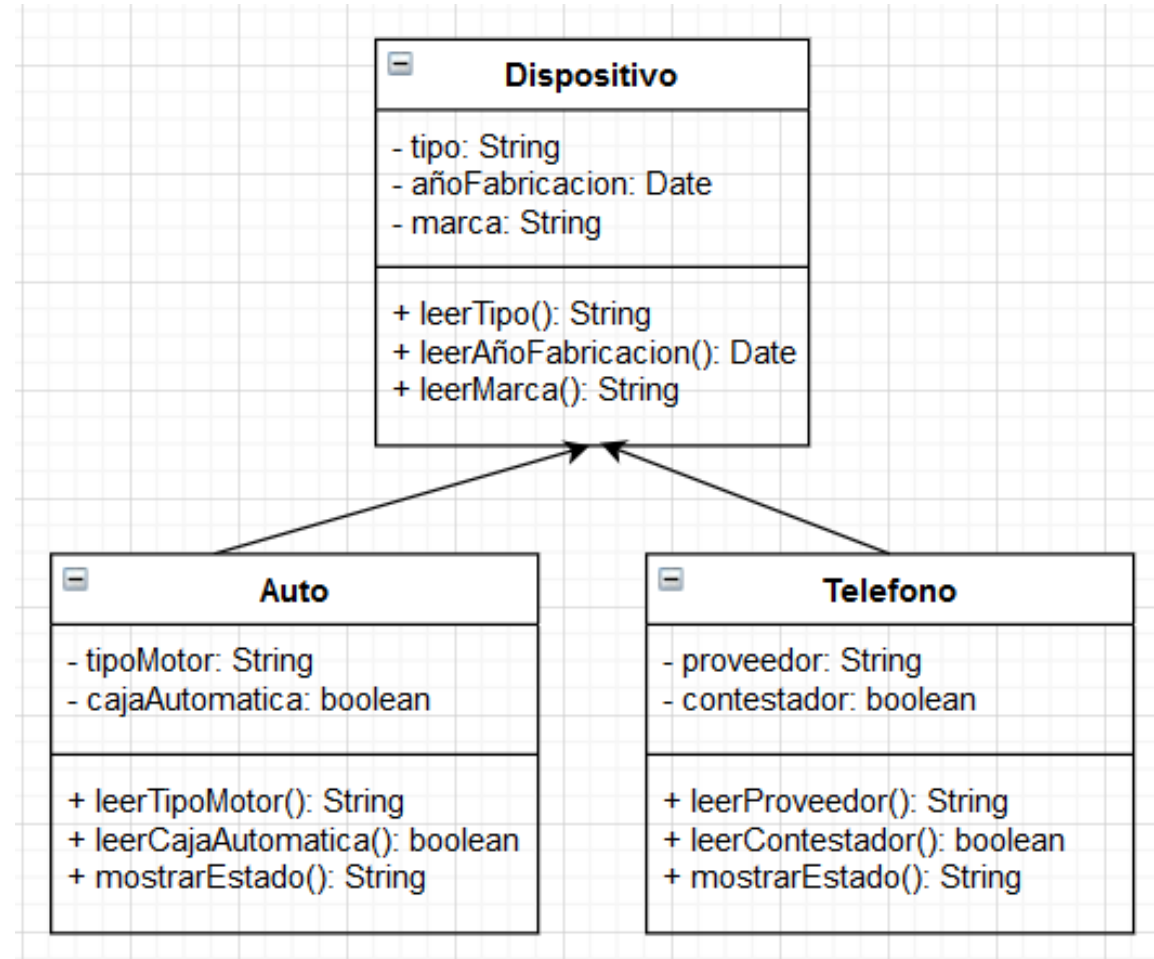 Dispositivo
- tipo: String
- añoFabricacion: Date
- marca: String
+ leerTipo(): String
+ leerAñoFabricacion(): Date
+ leerMarca(): String
Auto
- tipoMotor: String
- cajaAutomatica: boolean
+ leerTipoMotor(): String
+ leerCajaAutomatica(): boolean
+ mostrarEstado(): String
Telefono
- proveedor: String
- contestador: boolean
+ leerProveedor(): String
+ leerContestador(): boolean
+ mostrarEstado(): String